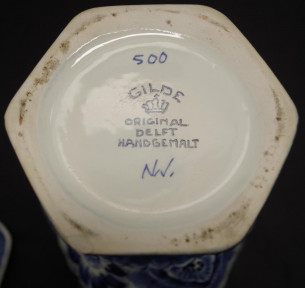 500
GILDE
ORIGINAL
DELFT
HANDGEMALT
N.W.